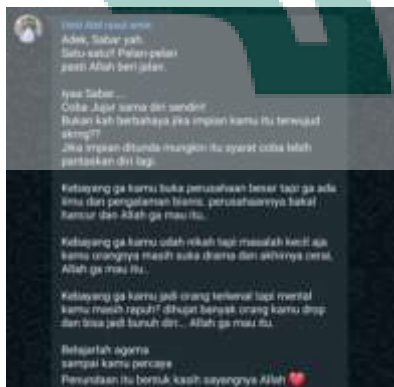 Abd rasul amir
Adek, Sabar yah.
Satu-satu!! Pelan-pelan
pasti Allah beri jalan.
Iyaa Sabar...
Coba Jujur sama diri sendiri!
Bukan kah berbahaya jika impian kamu itu terwujud
skrng??
Jika impian ditunda mungkin itu syarat coba lebih
pantaskan diri lagi.
Kebayang ga kamu buka perusahaan besar tapi ga ada
ilmu dan pengalaman bisnis, perusahaannya bakal
hancur dan Allah ga mau itu.
Kebayang ga kamu udah nikah tapi masalah kecil aja
kamu orangnya masih suka drama dan akhirnya cerai,
Allah ga mau itu..
Kebayang ga kamu jadi orang terkenal tapi mental
kamu masih rapuh? dihujat banyak orang kamu drop
dan bisa jadi bunuh diri... Allah ga mau itu.
Belajarlah agama
sampai kamu percaya
Penundaan itu bentuk kasih sayangnya Allah ❤️